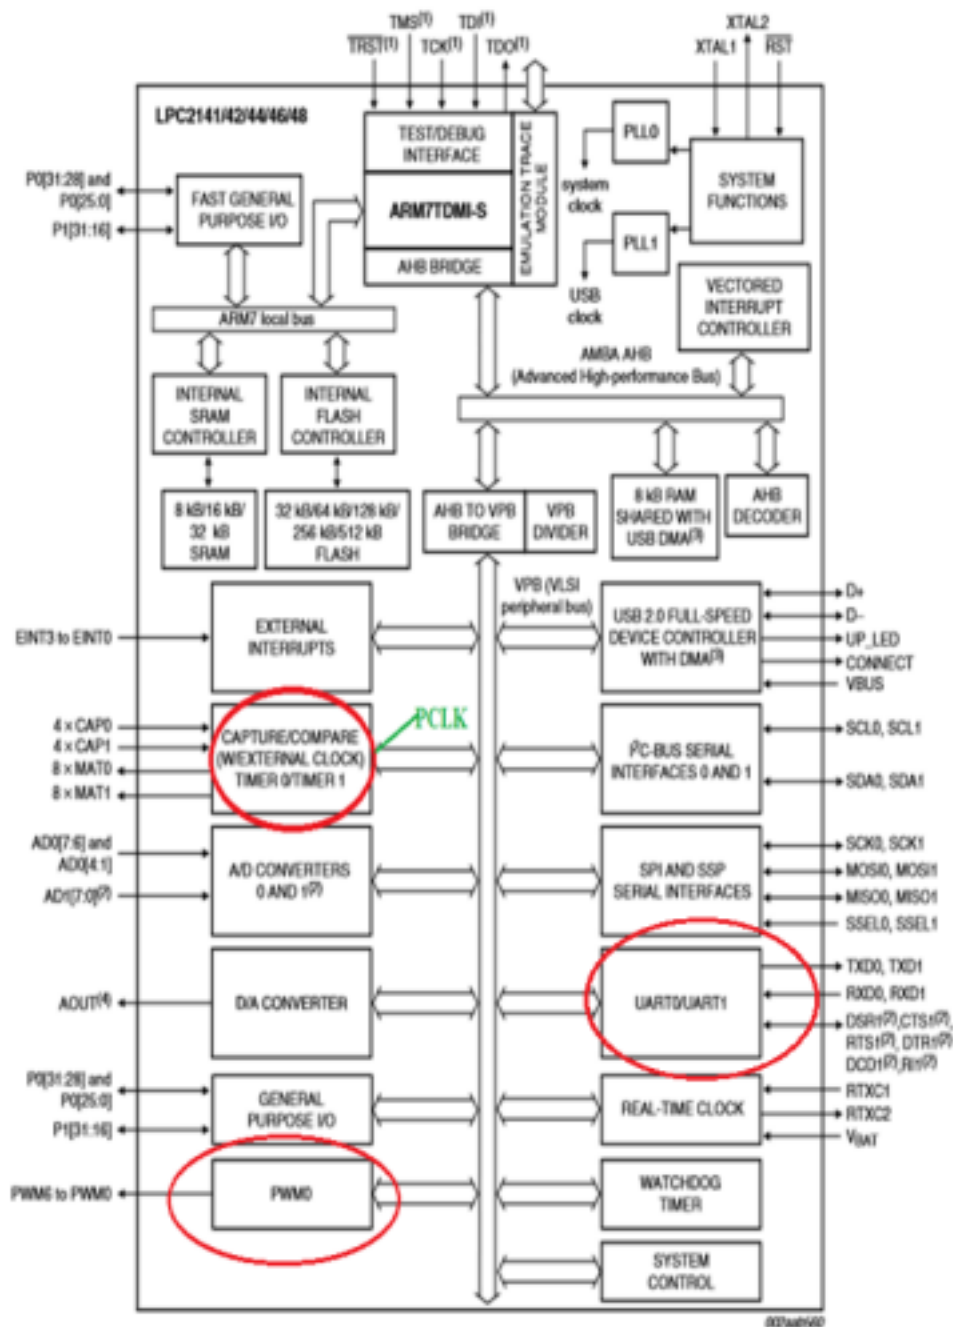 TMS(1)
TDI(1)
TRST(1)
TCK(1)
TDO(1)
XTAL2
XTAL1
RST
LPC2141/42/44/46/48
TEST/DEBUG
INTERFACE
ARM7TDMI-S
AHB BRIDGE
EMULATION TRACE
MODULE
PLL0
system
clock
PLL1
USB
clock
SYSTEM
FUNCTIONS
VECTORED
INTERRUPT
CONTROLLER
P0[31:28] and
P0[25:0]
P1[31:16]
FAST GENERAL
PURPOSE I/O
ARM7 local bus
AMBA AHB
(Advanced High-performance Bus)
INTERNAL
SRAM
CONTROLLER
INTERNAL
FLASH
CONTROLLER
8 kB/16 kB/
32 kB
SRAM
32 kB/64 kB/128 kB/
256 kB/512 kB
FLASH
AHB TO VPB
BRIDGE
VPB
DIVIDER
8 kB RAM
SHARED WITH
USB DMA(3)
AHB
DECODER
VPB (VLSI
peripheral bus)
EINT3 to EINT0
EXTERNAL
INTERRUPTS
USB 2.0 FULL-SPEED
DEVICE CONTROLLER
WITH DMA(3)
D+
D−
UP_LED
CONNECT
VBUS
4 × CAP0
4 × CAP1
8 × MAT0
8 × MAT1
CAPTURE/COMPARE
(W/EXTERNAL CLOCK)
TIMER 0/TIMER 1
PCLK
I²C-BUS SERIAL
INTERFACES 0 AND 1
SCL0, SCL1
SDA0, SDA1
AD0[7:6] and
AD0[4:1]
AD1[7:0](2)
A/D CONVERTERS
0 AND 1(2)
SPI AND SSP
SERIAL INTERFACES
SCK0, SCK1
MOSI0, MOSI1
MISO0, MISO1
SSEL0, SSEL1
AOUT(4)
D/A CONVERTER
UART0/UART1
TXD0, TXD1
RXD0, RXD1
DSR1(2),CTS1(2),
RTS1(2), DTR1(2)
DCD1(2),RI1(2)
P0[31:28] and
P0[25:0]
P1[31:16]
GENERAL
PURPOSE I/O
REAL-TIME CLOCK
RTXC1
RTXC2
VBAT
PWM6 to PWM0
PWM0
WATCHDOG
TIMER
SYSTEM
CONTROL
002aab560